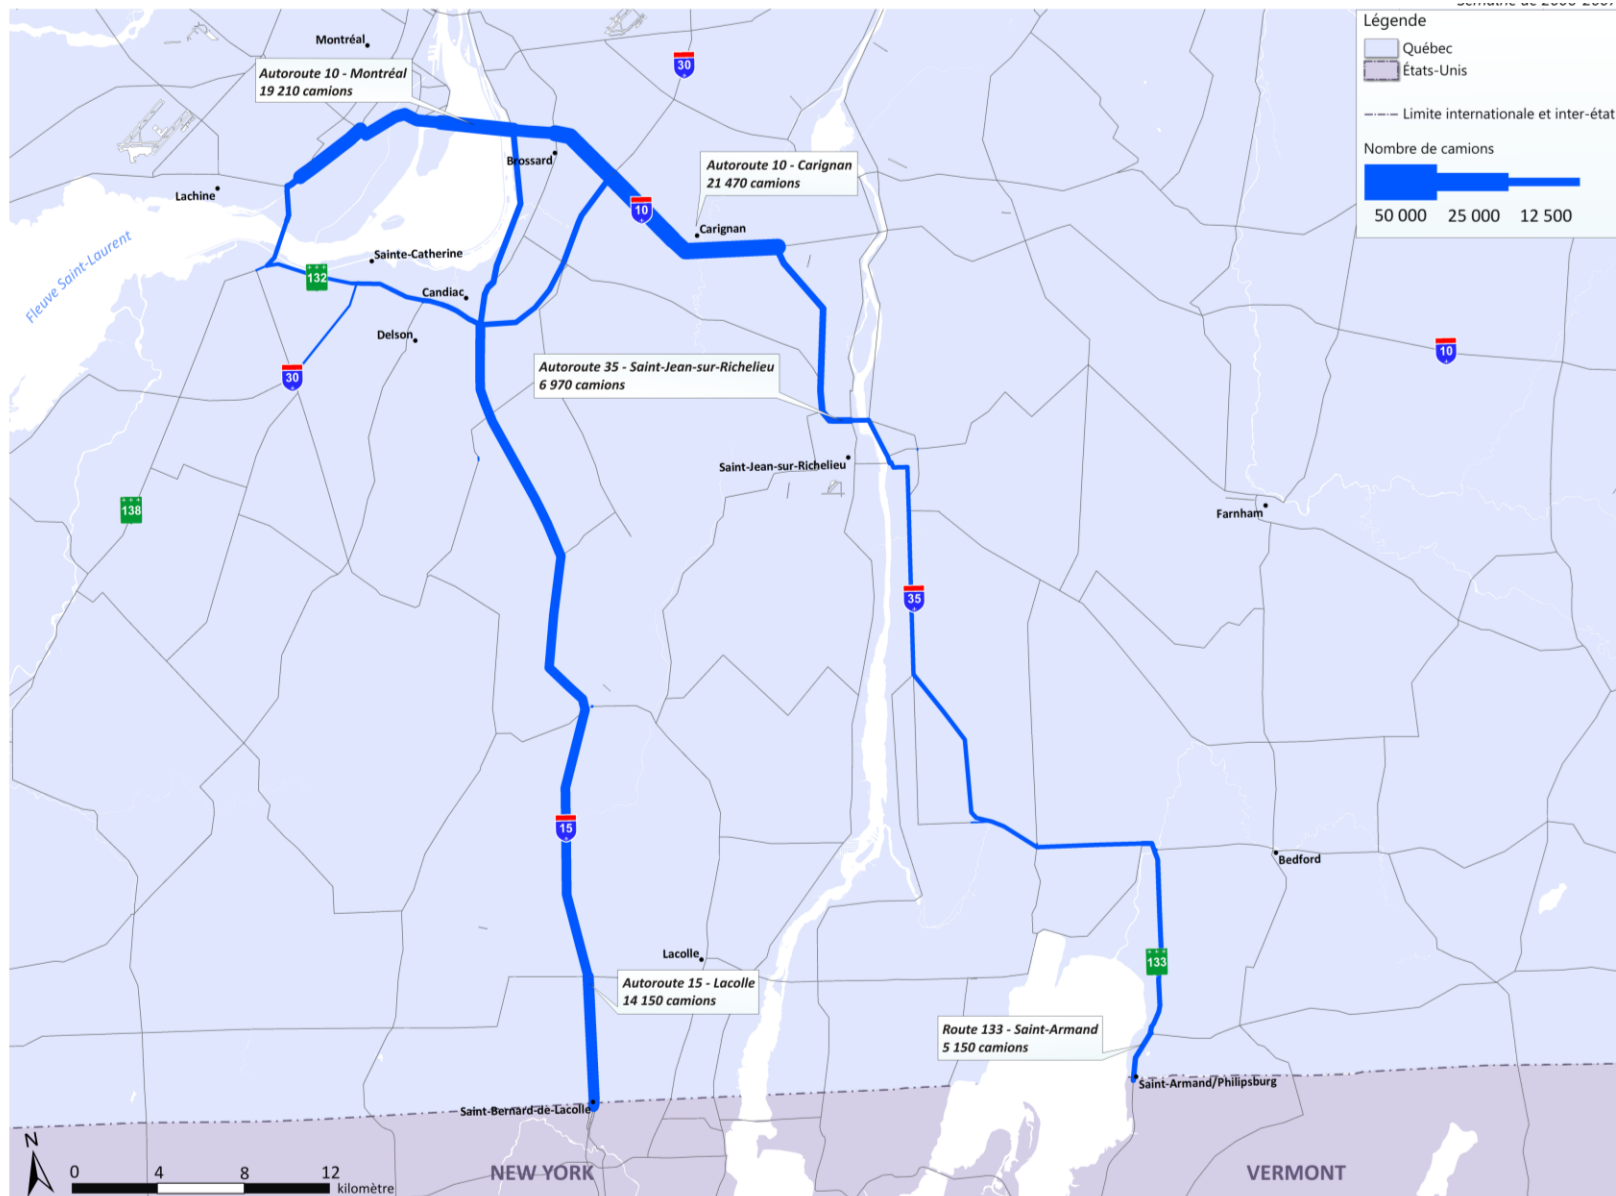 Légende
Québec
États-Unis
Limite internationale et inter-état
Nombre de camions
50 000 25 000 12 500
Montréal
Autoroute 10 - Montréal
19 210 camions
30
Brossard
Autoroute 10 - Carignan
21 470 camions
Lachine
10
Carignan
Fleuve Saint-Laurent
Sainte-Catherine
132
Candiac
Delson
30
Autoroute 35 - Saint-Jean-sur-Richelieu
6 970 camions
10
Saint-Jean-sur-Richelieu
138
Farnham
35
15
Bedford
Lacolle
133
Autoroute 15 - Lacolle
14 150 camions
Route 133 - Saint-Armand
5 150 camions
Saint-Armand/Philipsburg
Saint-Bernard-de-Lacolle
N
0 4 8 12
kilomètre
NEW YORK
VERMONT